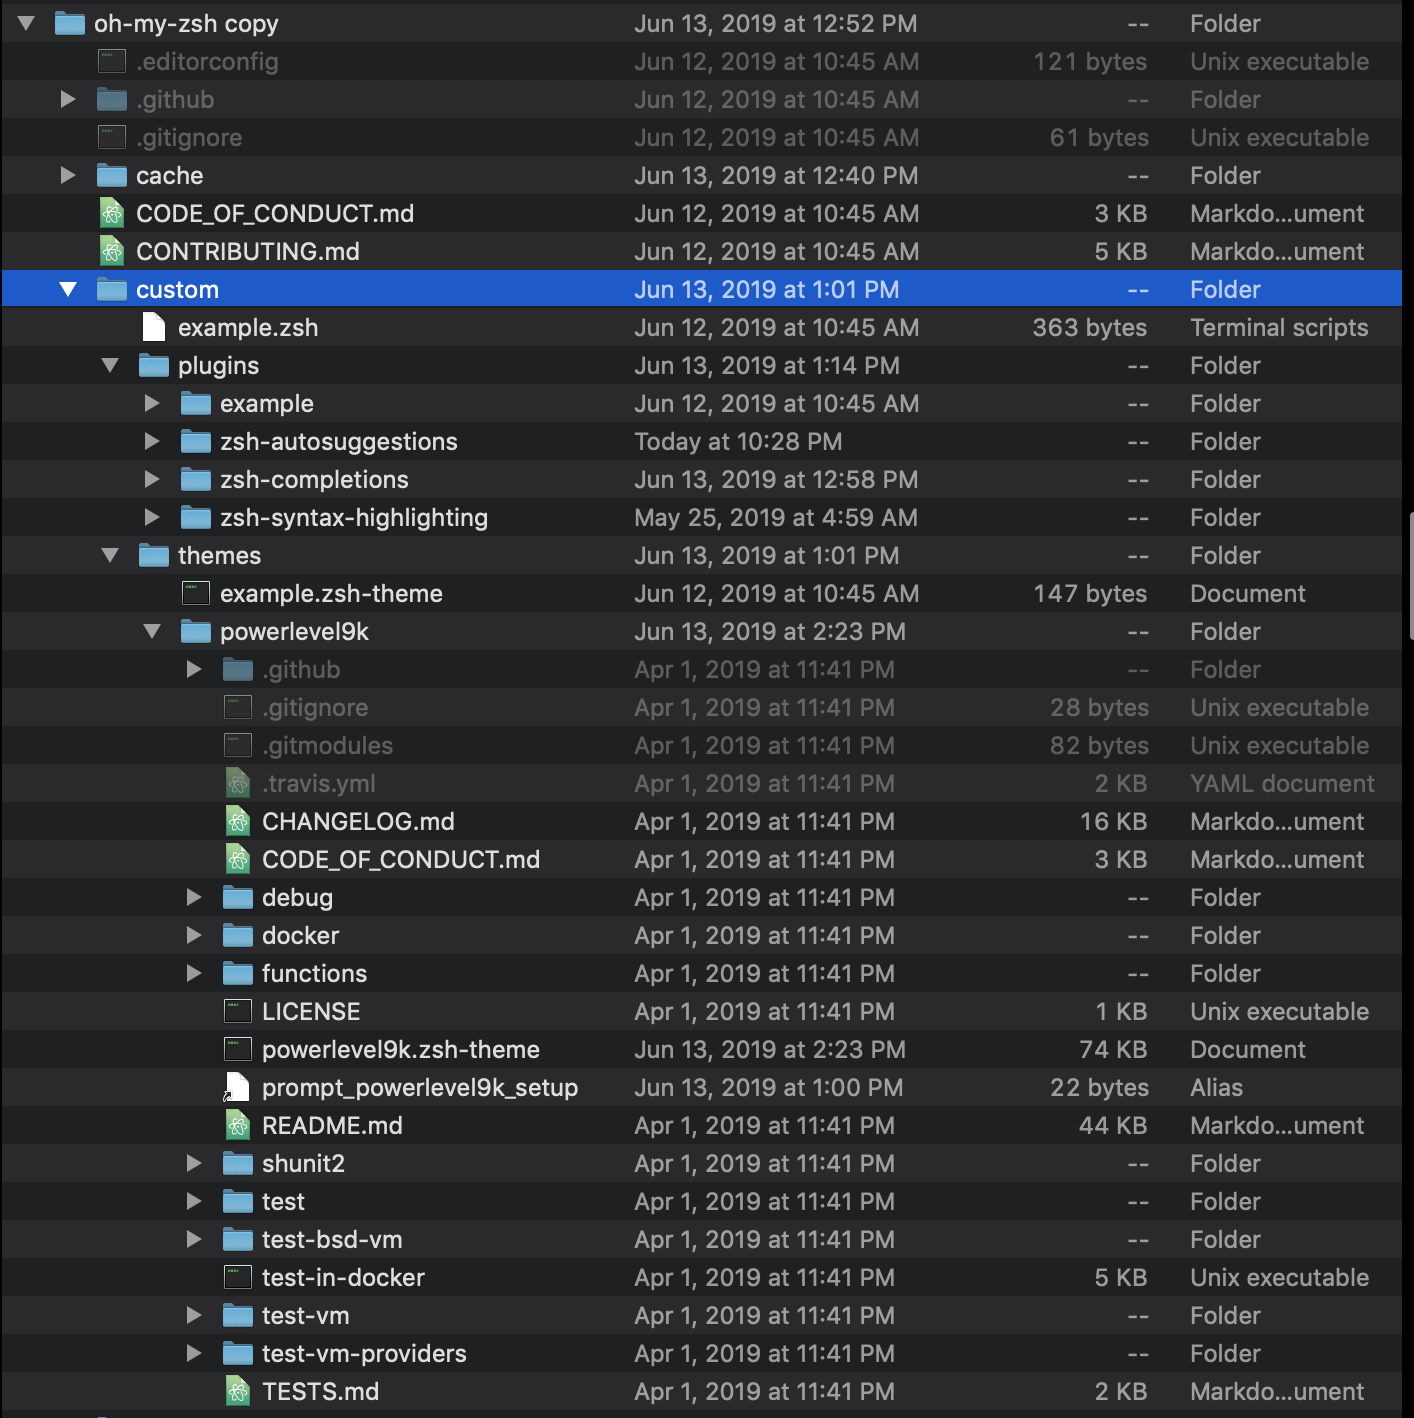 oh-my-zsh copy Jun 13, 2019 at 12:52 PM -- Folder
.editorconfig Jun 12, 2019 at 10:45 AM 121 bytes Unix executable
.github Jun 12, 2019 at 10:45 AM -- Folder
.gitignore Jun 12, 2019 at 10:45 AM 61 bytes Unix executable
cache Jun 13, 2019 at 12:40 PM -- Folder
CODE_OF_CONDUCT.md Jun 12, 2019 at 10:45 AM 3 KB Markdo...ument
CONTRIBUTING.md Jun 12, 2019 at 10:45 AM 5 KB Markdo...ument
custom Jun 13, 2019 at 1:01 PM -- Folder
example.zsh Jun 12, 2019 at 10:45 AM 363 bytes Terminal scripts
plugins Jun 13, 2019 at 1:14 PM -- Folder
example Jun 12, 2019 at 10:45 AM -- Folder
zsh-autosuggestions Today at 10:28 PM -- Folder
zsh-completions Jun 13, 2019 at 12:58 PM -- Folder
zsh-syntax-highlighting May 25, 2019 at 4:59 AM -- Folder
themes Jun 13, 2019 at 1:01 PM -- Folder
example.zsh-theme Jun 12, 2019 at 10:45 AM 147 bytes Document
powerlevel9k Jun 13, 2019 at 2:23 PM -- Folder
.github Apr 1, 2019 at 11:41 PM -- Folder
.gitignore Apr 1, 2019 at 11:41 PM 28 bytes Unix executable
.gitmodules Apr 1, 2019 at 11:41 PM 82 bytes Unix executable
.travis.yml Apr 1, 2019 at 11:41 PM 2 KB YAML document
CHANGELOG.md Apr 1, 2019 at 11:41 PM 16 KB Markdo...ument
CODE_OF_CONDUCT.md Apr 1, 2019 at 11:41 PM 3 KB Markdo...ument
debug Apr 1, 2019 at 11:41 PM -- Folder
docker Apr 1, 2019 at 11:41 PM -- Folder
functions Apr 1, 2019 at 11:41 PM -- Folder
LICENSE Apr 1, 2019 at 11:41 PM 1 KB Unix executable
powerlevel9k.zsh-theme Jun 13, 2019 at 2:23 PM 74 KB Document
prompt_powerlevel9k_setup Jun 13, 2019 at 1:00 PM 22 bytes Alias
README.md Apr 1, 2019 at 11:41 PM 44 KB Markdo...ument
shunit2 Apr 1, 2019 at 11:41 PM -- Folder
test Apr 1, 2019 at 11:41 PM -- Folder
test-bsd-vm Apr 1, 2019 at 11:41 PM -- Folder
test-in-docker Apr 1, 2019 at 11:41 PM 5 KB Unix executable
test-vm Apr 1, 2019 at 11:41 PM -- Folder
test-vm-providers Apr 1, 2019 at 11:41 PM -- Folder
TESTS.md Apr 1, 2019 at 11:41 PM 2 KB Markdo...ument